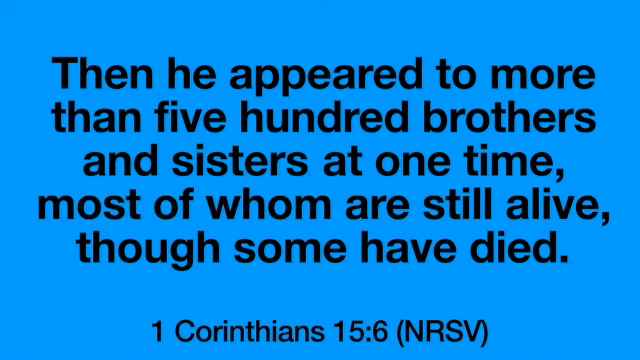 Then he appeared to more
than five hundred brothers
and sisters at one time,
most of whom are still alive,
though some have died.
1 Corinthians 15:6 (NRSV)